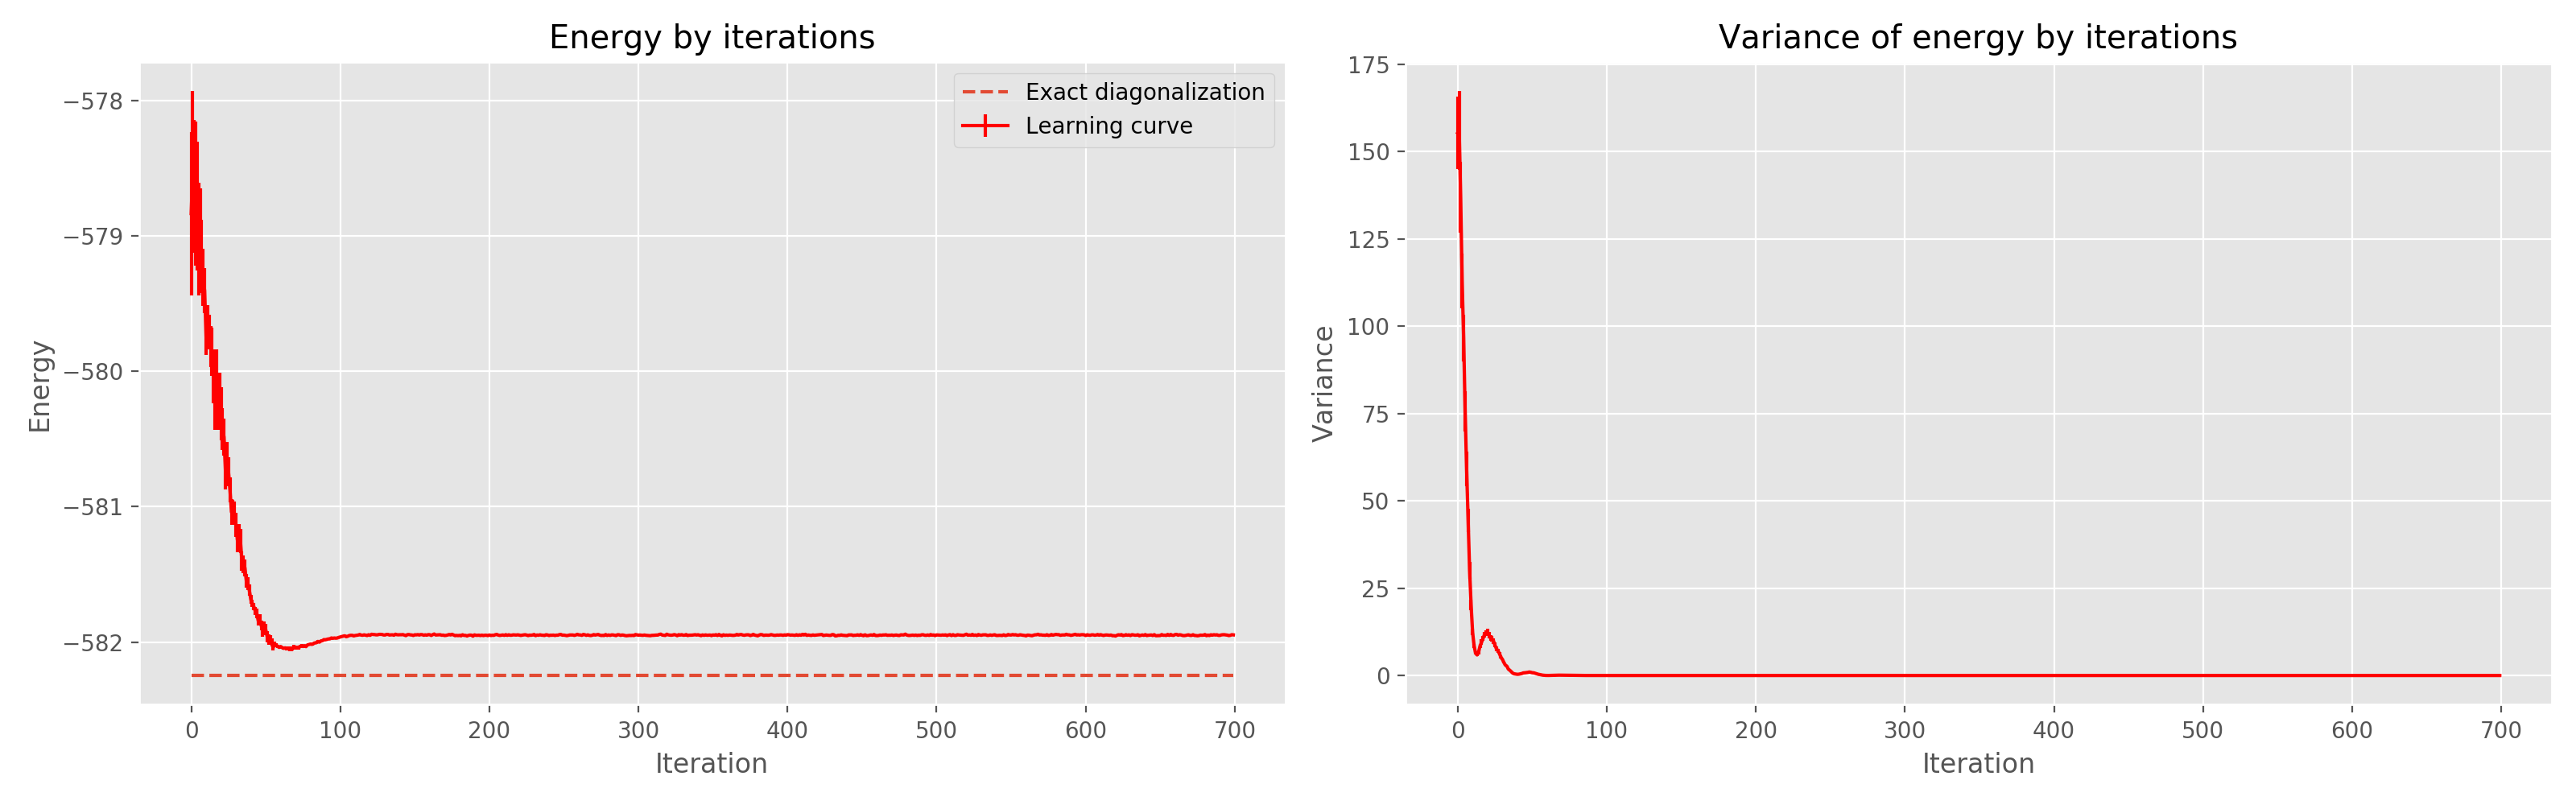 Energy by iterations
−578
−579
−580
−581
−582
Energy
0 100 200 300 400 500 600 700
Iteration
Exact diagonalization
Learning curve
Variance of energy by iterations
175
150
125
100
75
50
25
0
Variance
0 100 200 300 400 500 600 700
Iteration